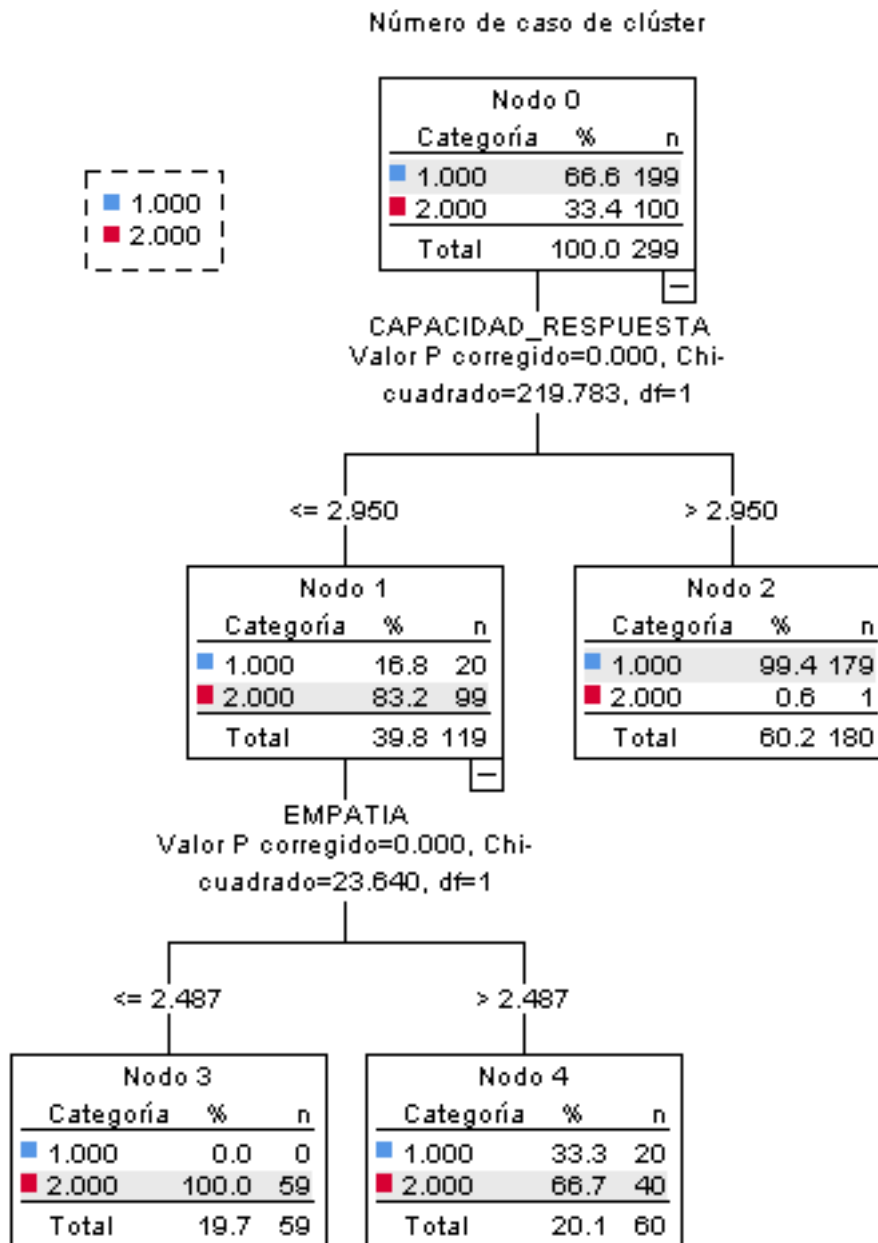 Número de caso de clúster
Nodo 0
Categoría % n
1.000 66.6 199
2.000 33.4 100
Total 100.0 299
1.000
2.000
CAPACIDAD_RESPUESTA
Valor P corregido=0.000, Chi-
cuadrado=219.783, df=1
<= 2.950
> 2.950
Nodo 1
Categoría % n
1.000 16.8 20
2.000 83.2 99
Total 39.8 119
Nodo 2
Categoría % n
1.000 99.4 179
2.000 0.6 1
Total 60.2 180
EMPATIA
Valor P corregido=0.000, Chi-
cuadrado=23.640, df=1
<= 2.487
> 2.487
Nodo 3
Categoría % n
1.000 0.0 0
2.000 100.0 59
Total 19.7 59
Nodo 4
Categoría % n
1.000 33.3 20
2.000 66.7 40
Total 20.1 60